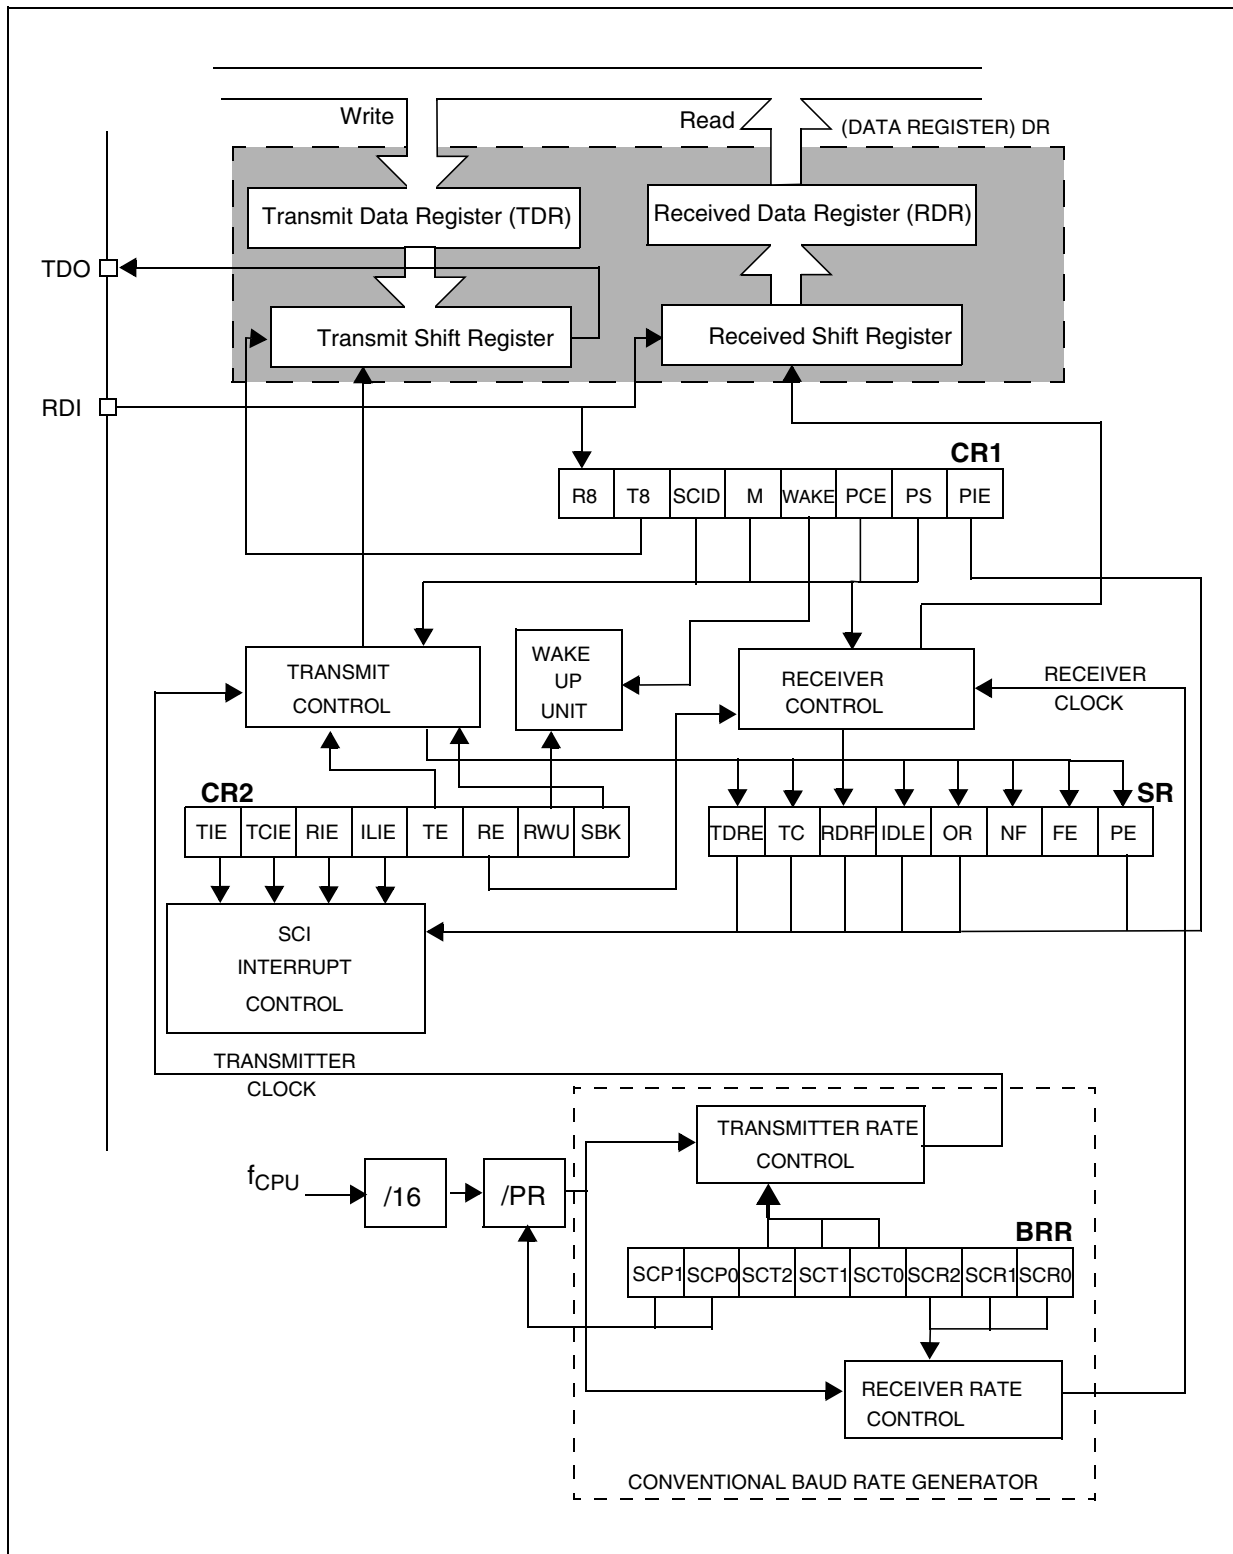 Write
Read
(DATA REGISTER) DR
Transmit Data Register (TDR)
Received Data Register (RDR)
TDO
Transmit Shift Register
Received Shift Register
RDI
CR1
R8 T8 SCID M WAKE PCE PS PIE
TRANSMIT
CONTROL
WAKE
UP
UNIT
RECEIVER
CONTROL
RECEIVER
CLOCK
CR2
TIE TCIE RIE ILIE TE RE RWU SBK
SR
TDRE TC RDRF IDLE OR NF FE PE
SCI
INTERRUPT
CONTROL
TRANSMITTER
CLOCK
TRANSMITTER RATE
CONTROL
fCPU
/16
/PR
BRR
SCP1 SCP0 SCT2 SCT1 SCT0 SCR2 SCR1 SCR0
RECEIVER RATE
CONTROL
CONVENTIONAL BAUD RATE GENERATOR